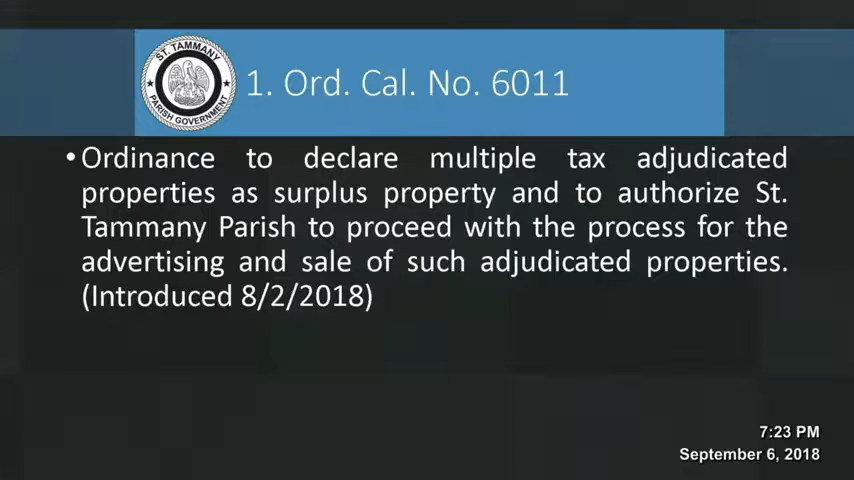 ST. TAMMANY
PARISH GOVERNMENT
1. Ord. Cal. No. 6011
• Ordinance to declare multiple tax adjudicated
properties as surplus property and to authorize St.
Tammany Parish to proceed with the process for the
advertising and sale of such adjudicated properties.
(Introduced 8/2/2018)
7:23 PM
September 6, 2018